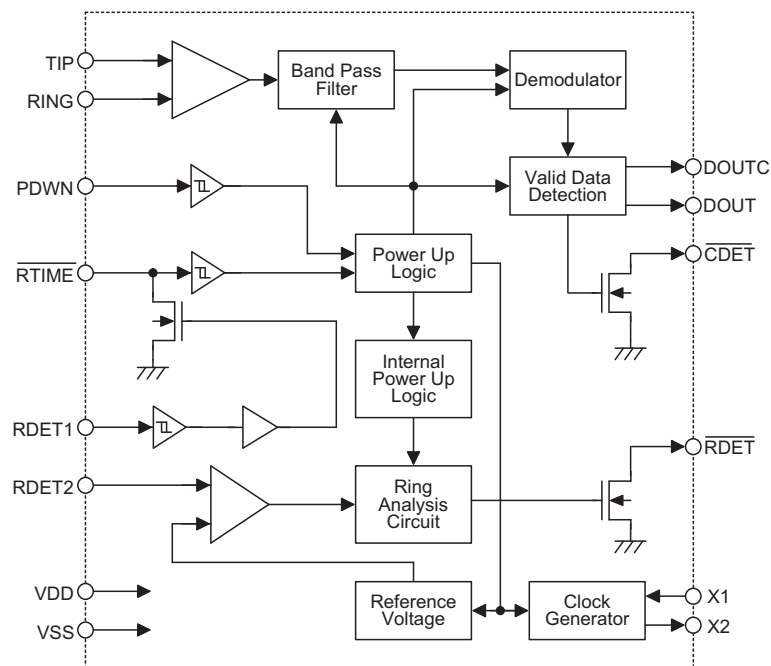 TIP
RING
Band Pass
Filter
Demodulator
PDWN
Valid Data
Detection
DOUTC
DOUT
RTIME
Power Up
Logic
CDET
Internal
Power Up
Logic
RDET1
RDET2
Ring
Analysis
Circuit
RDET
VDD
VSS
Reference
Voltage
Clock
Generator
X1
X2